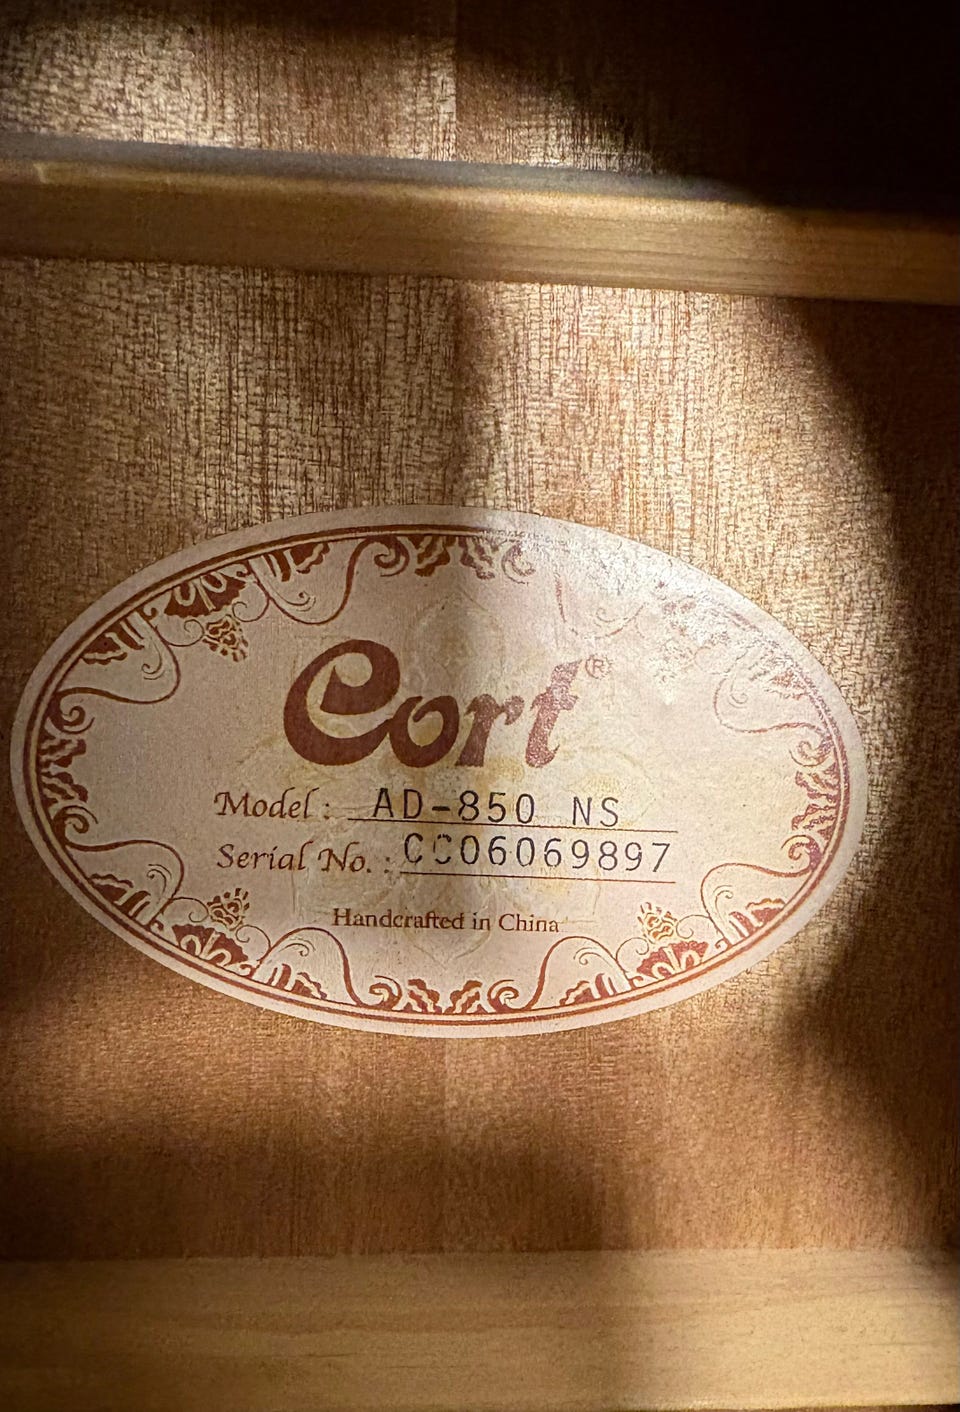 Cort®
Model : AD-850 NS
Serial No. : CC06069897
Handcrafted in China